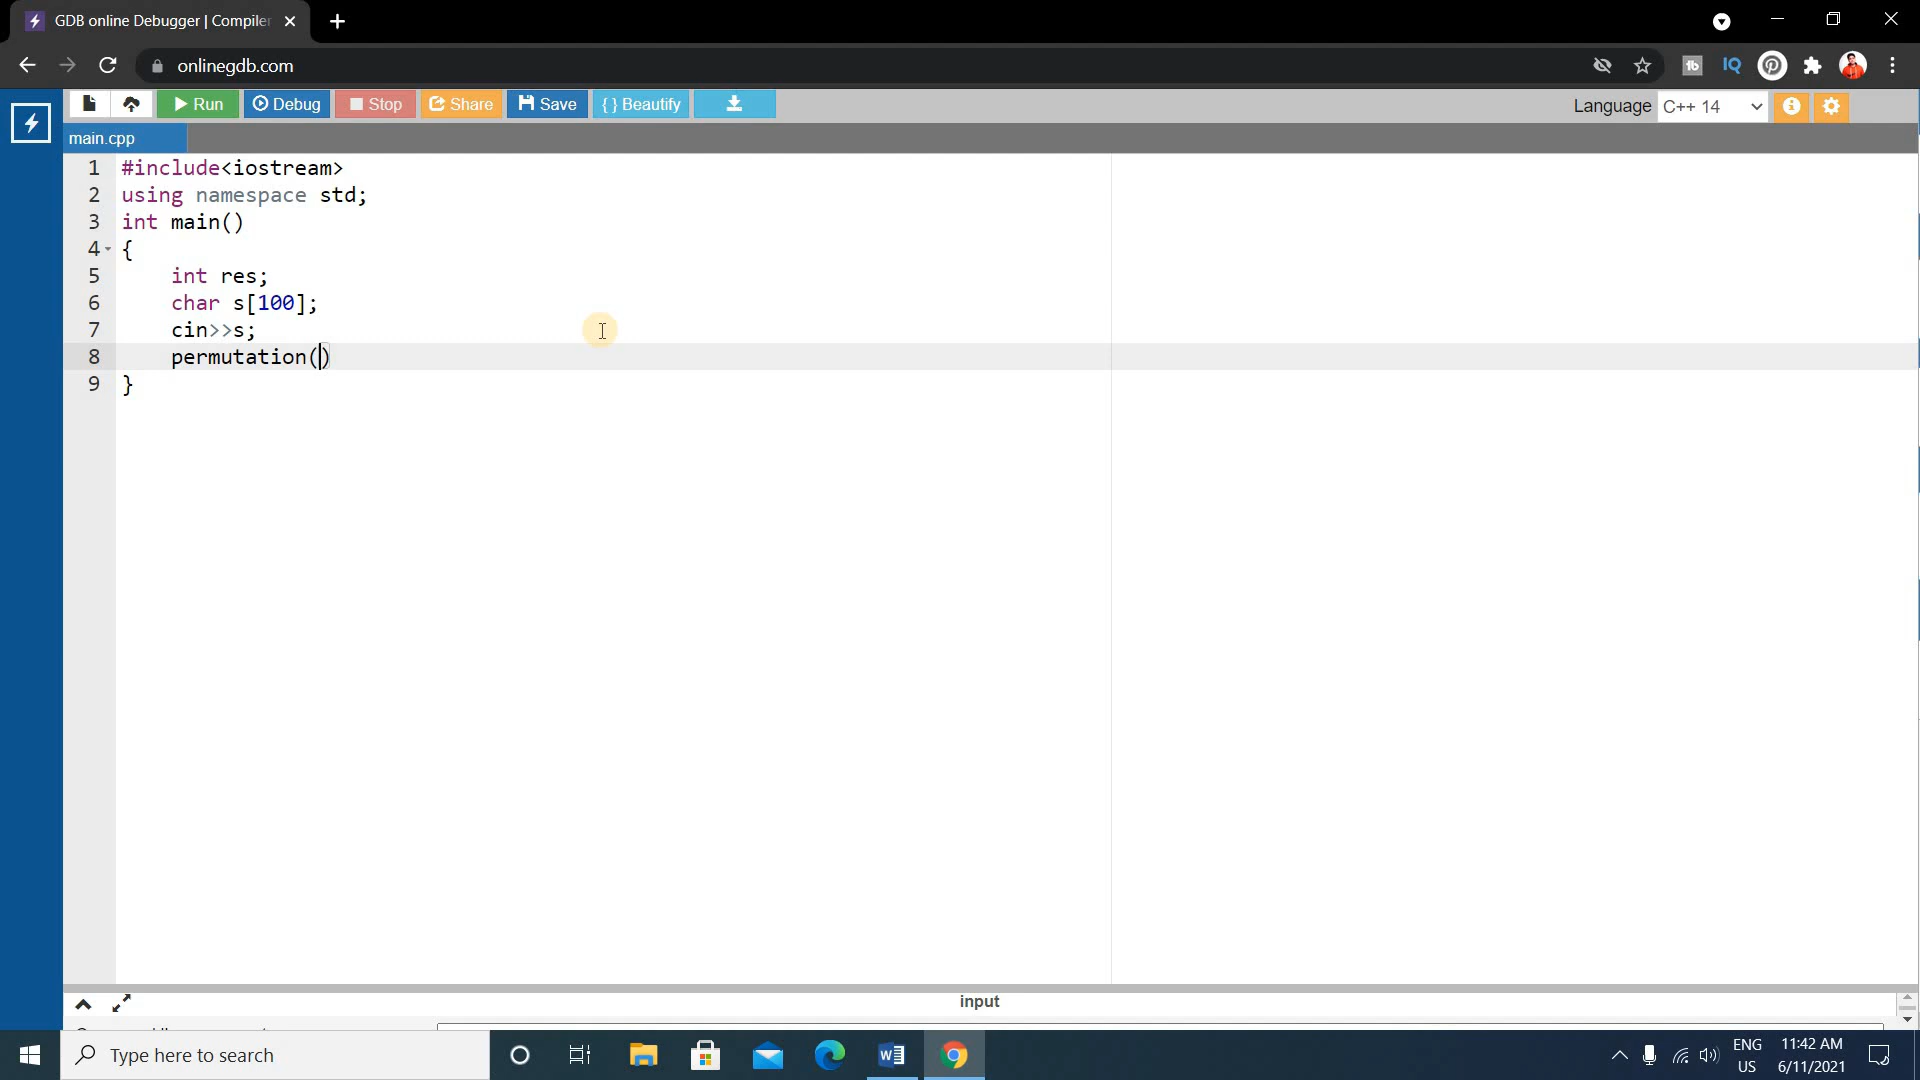 GDB online Debugger | Compiler
onlinegdb.com
Run Debug Stop Share Save { } Beautify Language C++ 14
main.cpp
1 #include<iostream>
2 using namespace std;
3 int main()
4 {
5 int res;
6 char s[100];
7 cin>>s;
8 permutation()
9 }
input
Type here to search
ENG 11:42 AM
US 6/11/2021